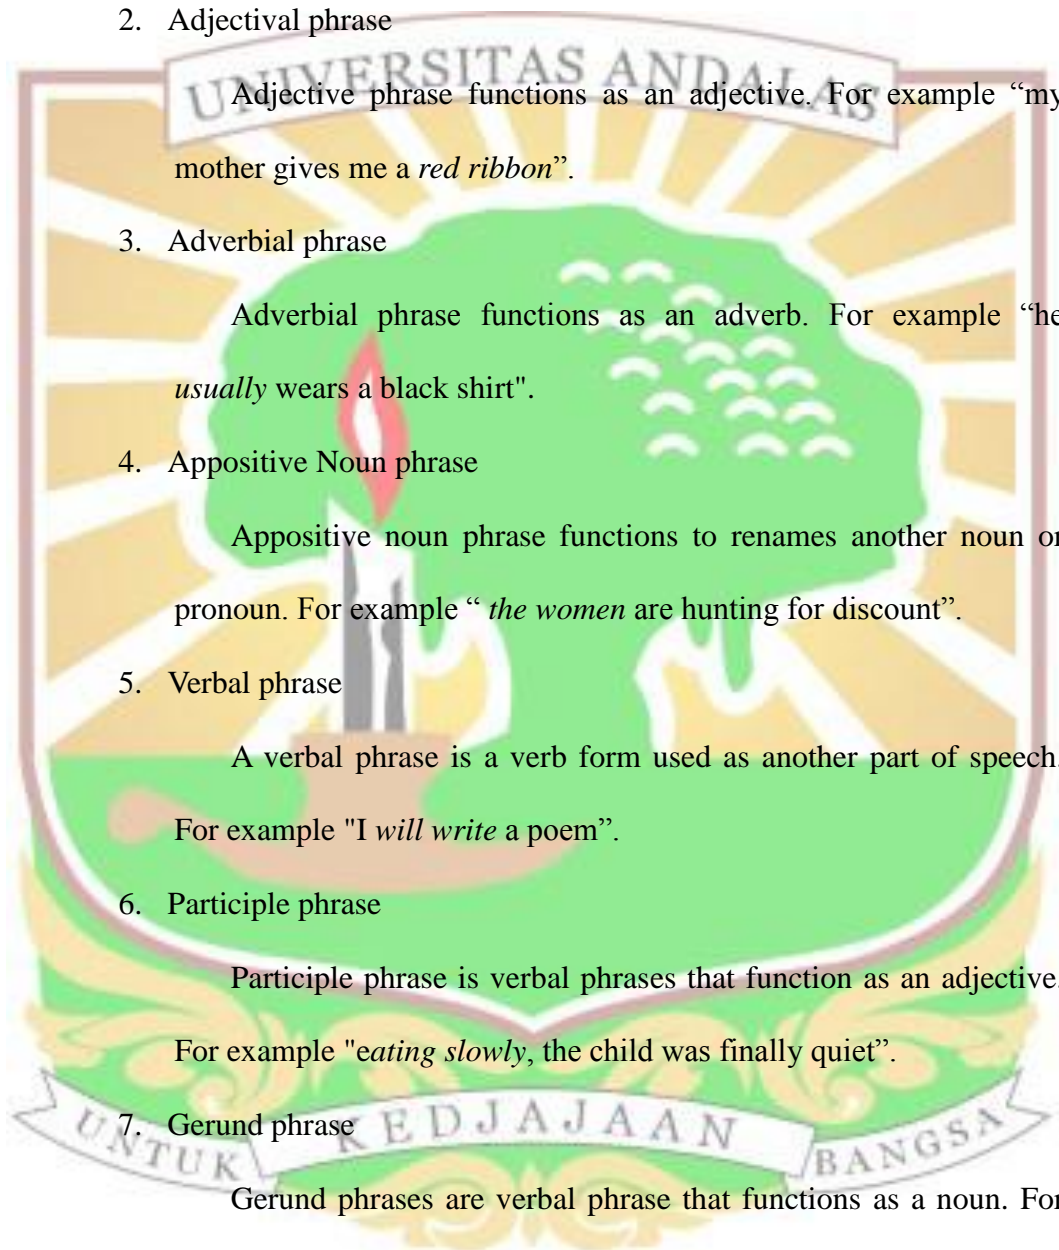 2. Adjectival phrase
UNIVERSITAS ANDALAS
Adjective phrase functions as an adjective. For example “my
mother gives me a red ribbon”.
3. Adverbial phrase
Adverbial phrase functions as an adverb. For example “he
usually wears a black shirt".
4. Appositive Noun phrase
Appositive noun phrase functions to renames another noun or
pronoun. For example “ the women are hunting for discount”.
5. Verbal phrase
A verbal phrase is a verb form used as another part of speech.
For example "I will write a poem”.
6. Participle phrase
Participle phrase is verbal phrases that function as an adjective.
For example "eating slowly, the child was finally quiet”.
7. Gerund phrase
UNTUK KEDJAJAAN BANGSA
Gerund phrases are verbal phrase that functions as a noun. For